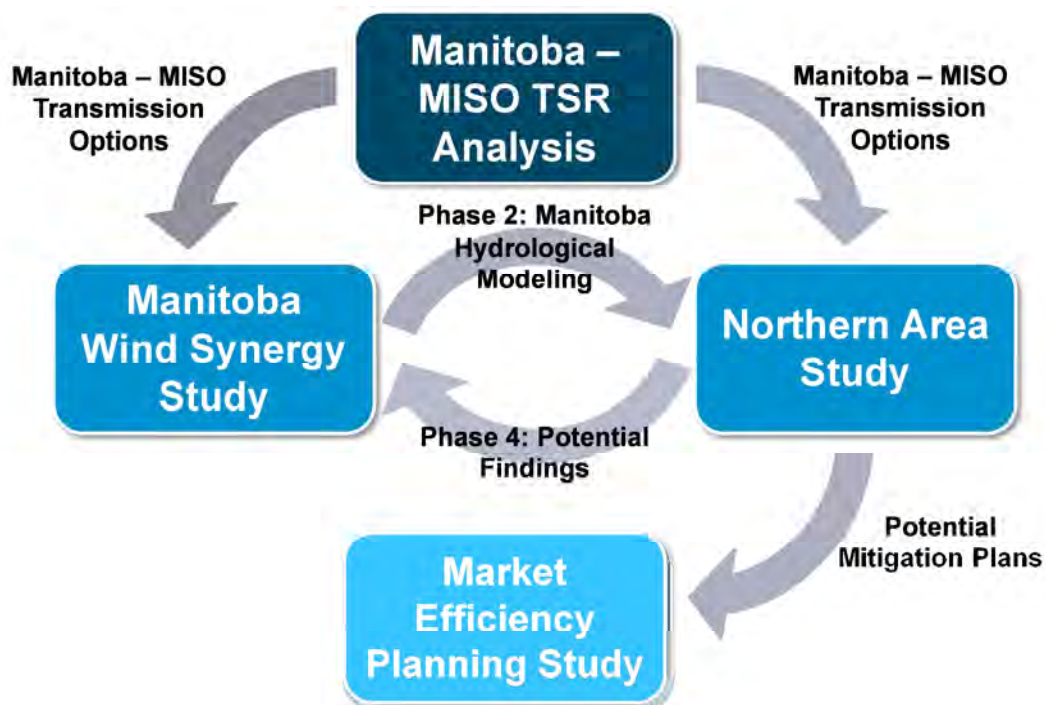 Manitoba –
MISO TSR
Analysis
Manitoba – MISO
Transmission
Options
Manitoba – MISO
Transmission
Options
Phase 2: Manitoba
Hydrological
Modeling
Manitoba
Wind Synergy
Study
Northern Area
Study
Phase 4: Potential
Findings
Potential
Mitigation Plans
Market
Efficiency
Planning Study